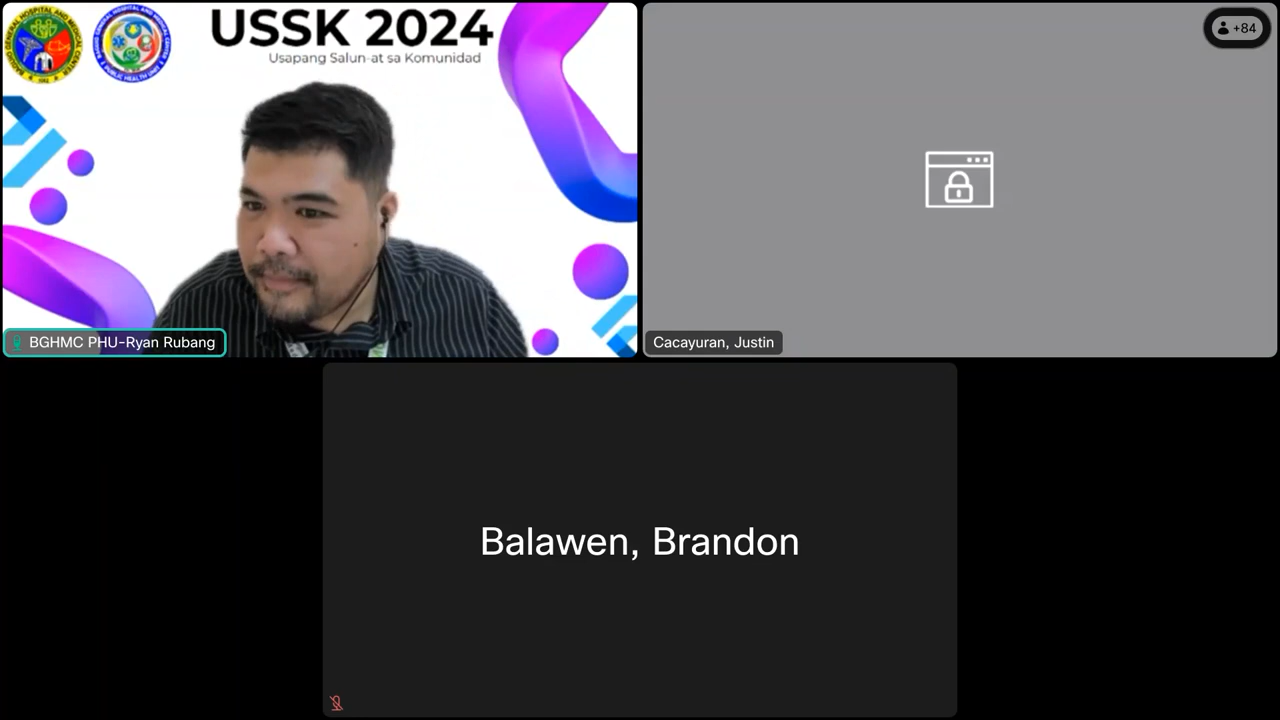 USSK 2024
Usapang Salun-at sa Komunidad
+84
BGHMC PHU-Ryan Rubang
Cacayuran, Justin
Balawen, Brandon